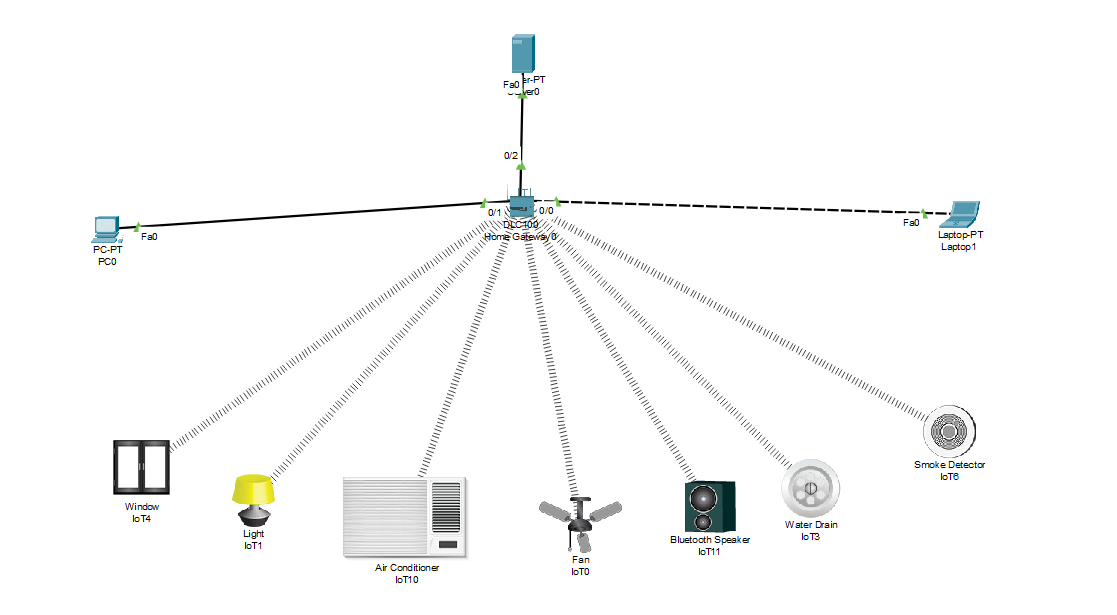 Fa0
er-PT
ver0
0/2
0/1
0/0
DLC100
Home Gateway0
Fa0
PC-PT
PC0
Fa0
Laptop-PT
Laptop1
Smoke Detector
IoT6
Window
IoT4
Light
IoT1
Air Conditioner
IoT10
Fan
IoT0
Bluetooth Speaker
IoT11
Water Drain
IoT3